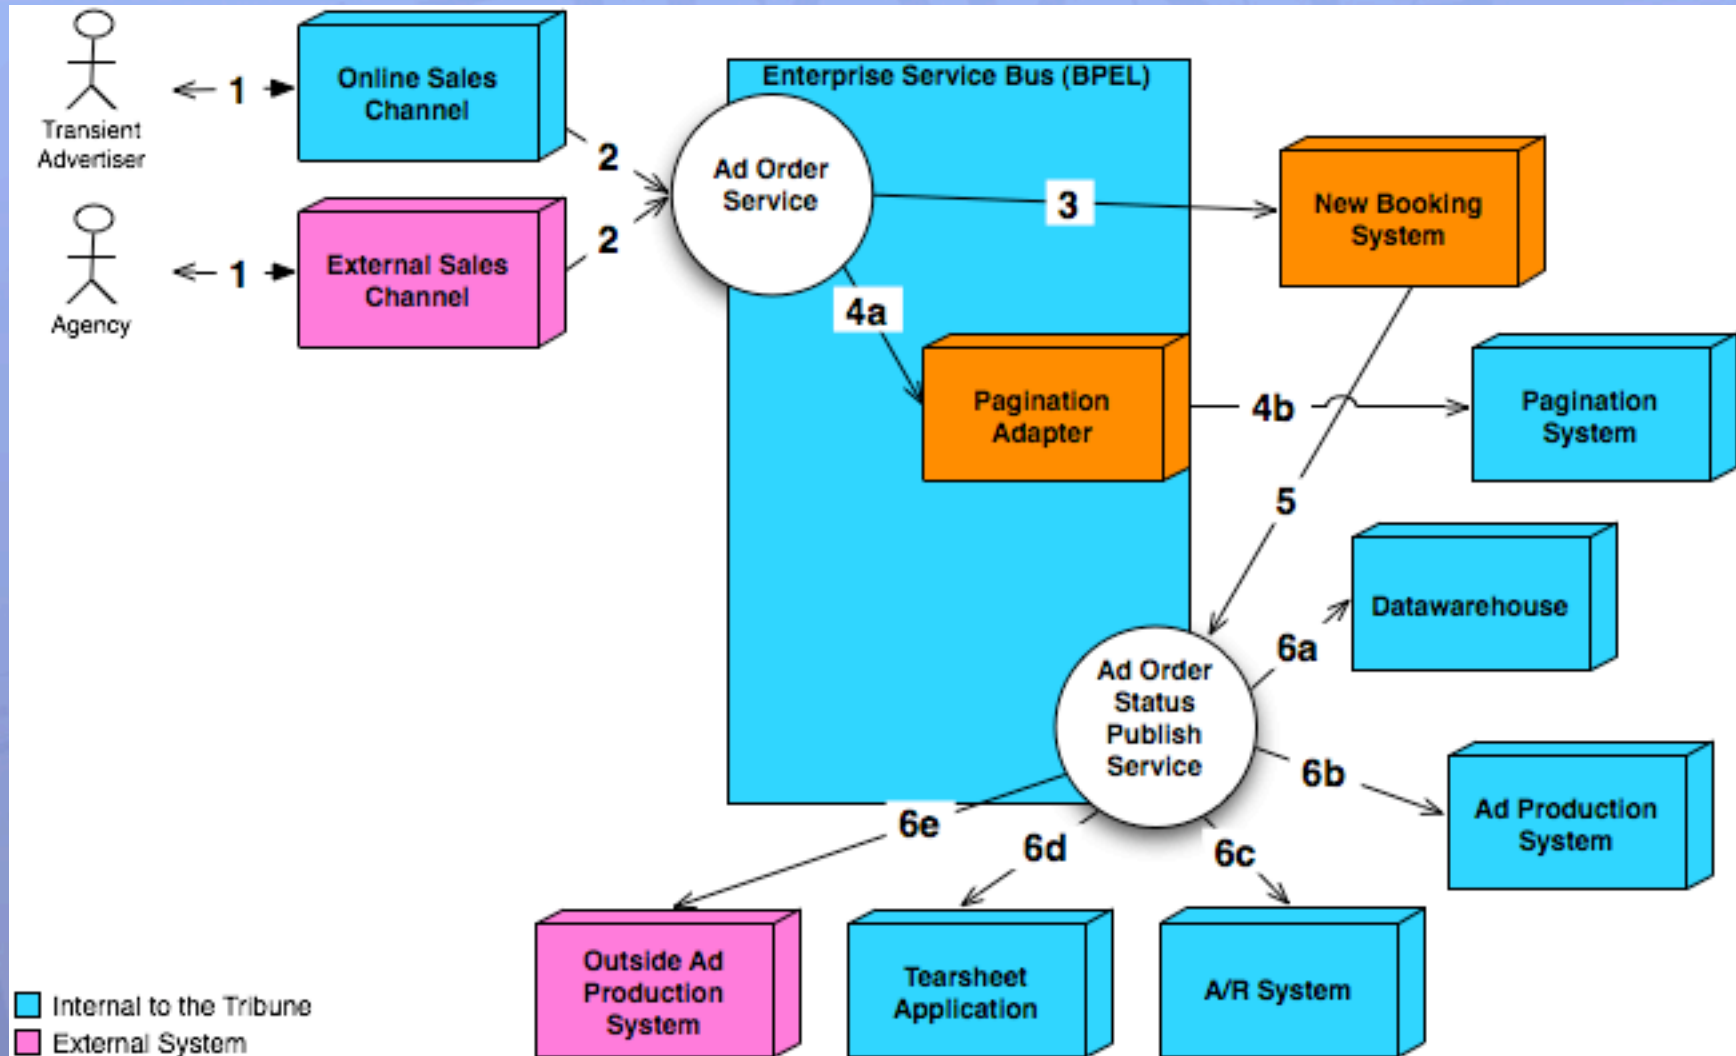 Transient
Advertiser
1
Online Sales
Channel
2
Agency
1
External Sales
Channel
2
Enterprise Service Bus (BPEL)
Ad Order
Service
3
New Booking
System
4a
Pagination
Adapter
4b
Pagination
System
5
Ad Order
Status
Publish
Service
6a
Datawarehouse
6b
Ad Production
System
6c
A/R System
6d
Tearsheet
Application
6e
Outside Ad
Production
System
Internal to the Tribune
External System